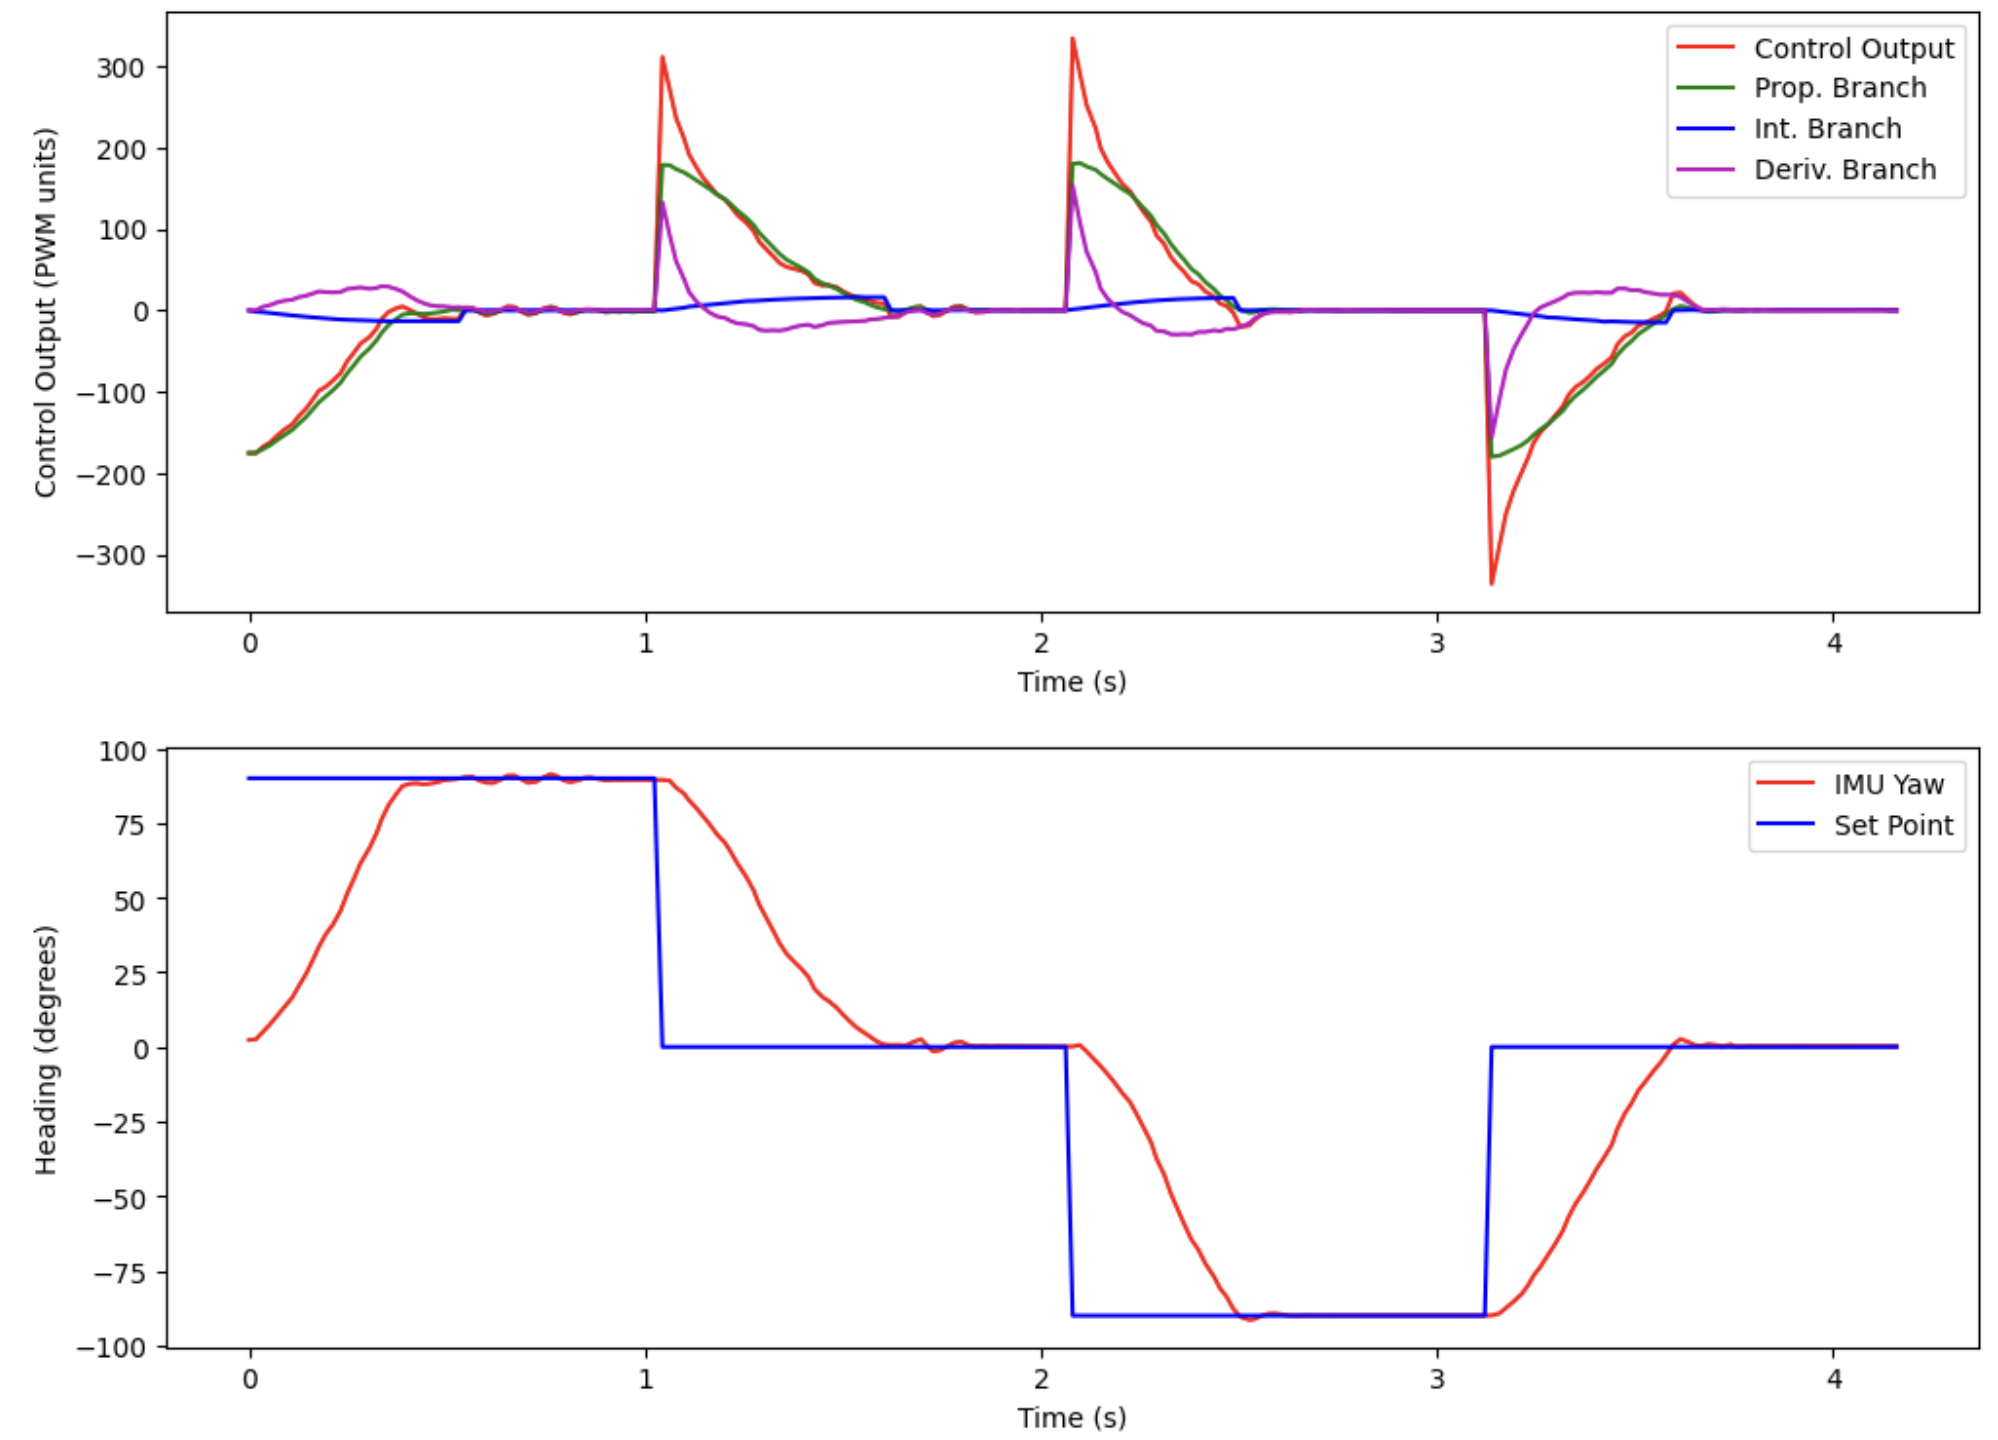 Control Output (PWM units)
300
200
100
0
−100
−200
−300
Control Output
Prop. Branch
Int. Branch
Deriv. Branch
0 1 2 3 4
Time (s)
Heading (degrees)
100
75
50
25
0
−25
−50
−75
−100
IMU Yaw
Set Point
0 1 2 3 4
Time (s)